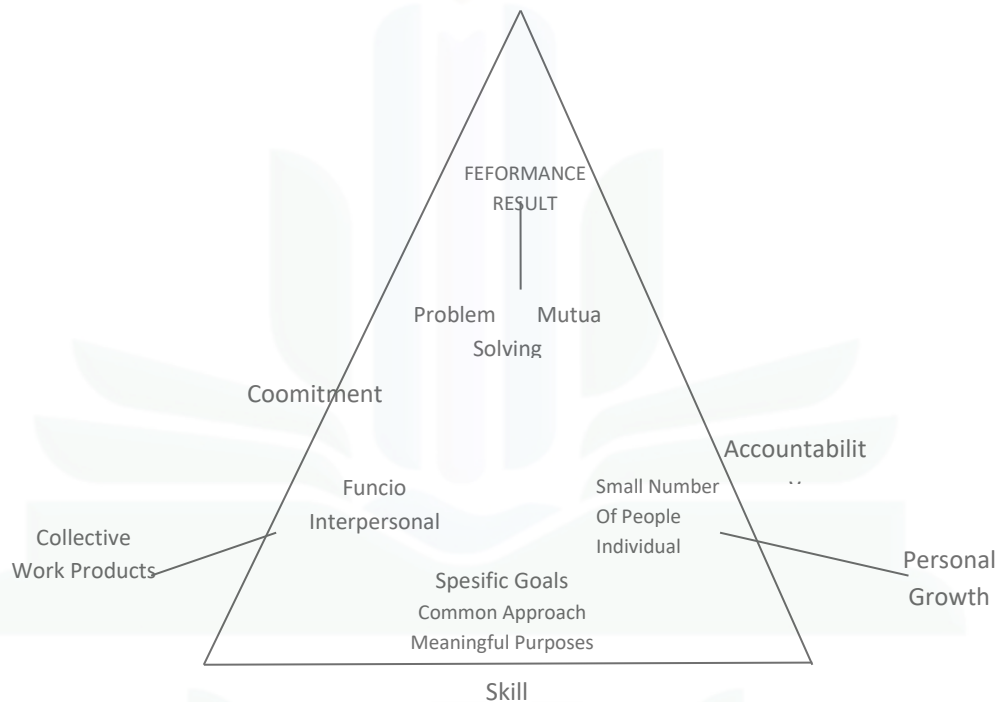 FEFORMANCE
RESULT
Problem Mutua
Solving
Coomitment
Accountabilit
Funcio
Interpersonal
Small Number
Of People
Individual
Collective
Work Products
Personal
Growth
Spesific Goals
Common Approach
Meaningful Purposes
Skill